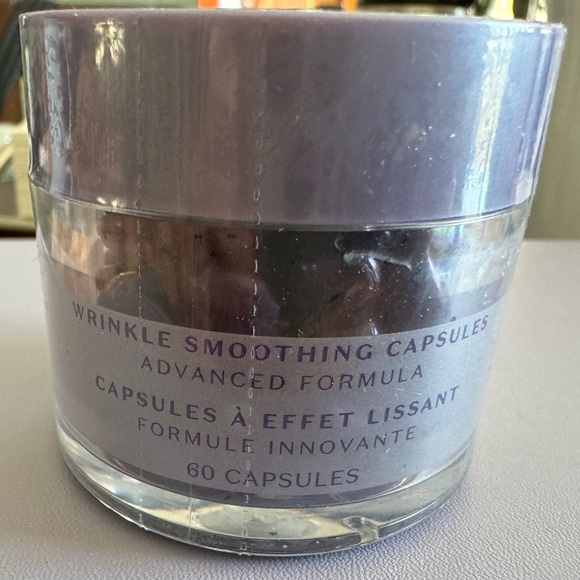 WRINKLE SMOOTHING CAPSULES
ADVANCED FORMULA
CAPSULES À EFFET LISSANT
FORMULE INNOVANTE
60 CAPSULES